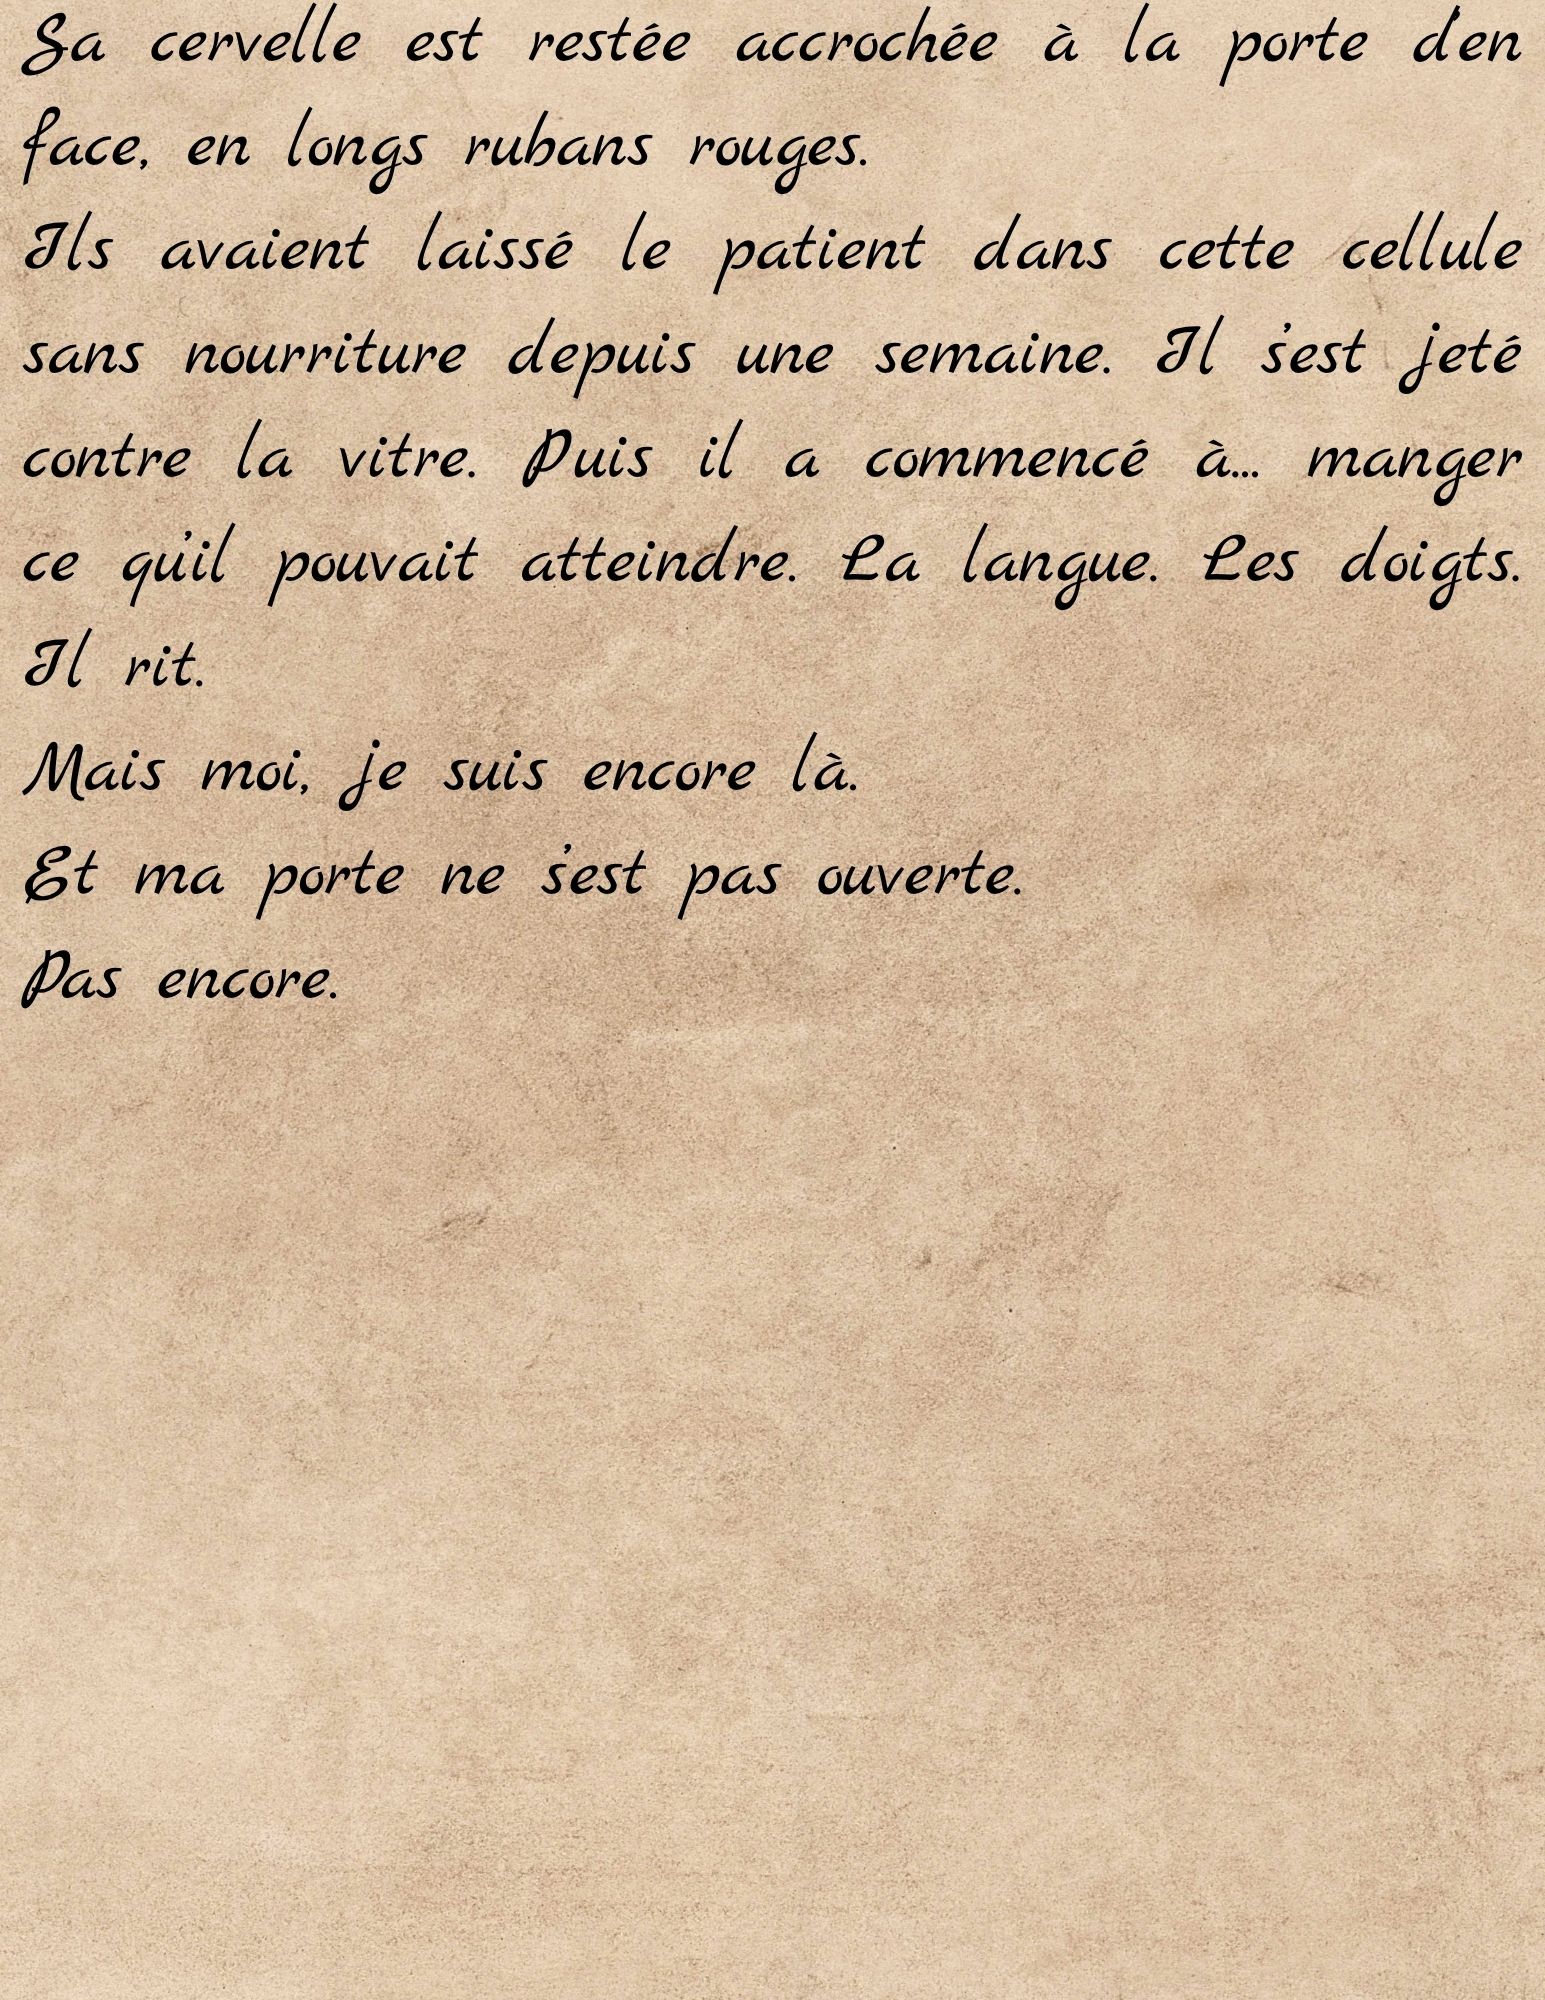 Sa cervelle est restée accrochée à la porte d'en
face, en longs rubans rouges.
Ils avaient laissé le patient dans cette cellule
sans nourriture depuis une semaine. Il s'est jeté
contre la vitre. Puis il a commencé à... manger
ce qu'il pouvait atteindre. La langue. Les doigts.
Il rit.
Mais moi, je suis encore là.
Et ma porte ne s'est pas ouverte.
Pas encore.